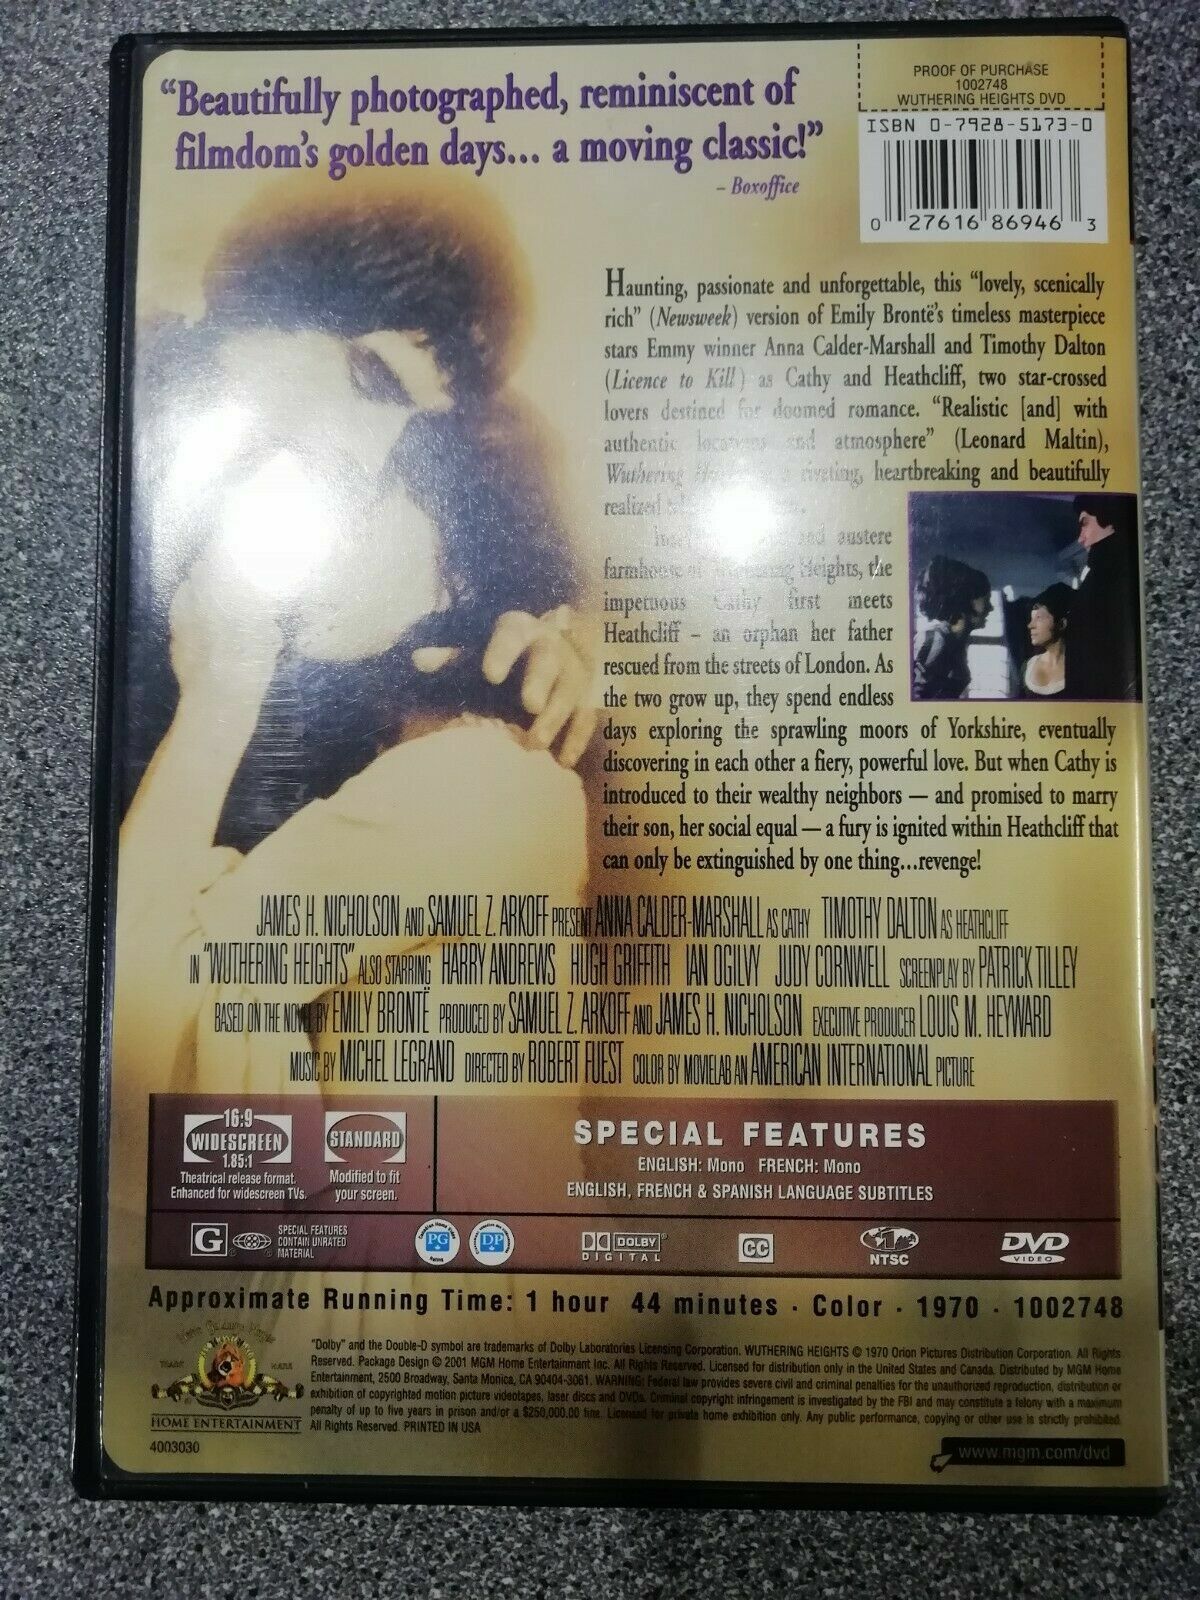 "Beautifully photographed, reminiscent of
filmdom's golden days... a moving classic!"
– Boxoffice
PROOF OF PURCHASE
1002748
WUTHERING HEIGHTS DVD
ISBN 0-7928-5173-0
0 27616 86946 3
Haunting, passionate and unforgettable, this "lovely, scenically
rich" (Newsweek) version of Emily Brontë's timeless masterpiece
stars Emmy winner Anna Calder-Marshall and Timothy Dalton
(Licence to Kill) as Cathy and Heathcliff, two star-crossed
lovers destined for doomed romance. "Realistic [and] with
authentic locations and atmosphere" (Leonard Maltin),
Wuthering a riveting, heartbreaking and beautifully
realized
and austere
farmhouse of Wuthering Heights, the
impetuous Cathy first meets
Heathcliff – an orphan her father
rescued from the streets of London. As
the two grow up, they spend endless
days exploring the sprawling moors of Yorkshire, eventually
discovering in each other a fiery, powerful love. But when Cathy is
introduced to their wealthy neighbors — and promised to marry
their son, her social equal — a fury is ignited within Heathcliff that
can only be extinguished by one thing...revenge!
JAMES H. NICHOLSON AND SAMUEL Z. ARKOFF PRESENT ANNA CALDER-MARSHALL AS CATHY TIMOTHY DALTON AS HEATHCLIFF
IN "WUTHERING HEIGHTS" ALSO STARRING HARRY ANDREWS HUGH GRIFFITH IAN OGILVY JUDY CORNWELL SCREENPLAY BY PATRICK TILLEY
BASED ON THE NOVEL BY EMILY BRONTË PRODUCED BY SAMUEL Z. ARKOFF AND JAMES H. NICHOLSON EXECUTIVE PRODUCER LOUIS M. HEYWARD
MUSIC BY MICHEL LEGRAND DIRECTED BY ROBERT FUEST COLOR BY MOVIELAB AN AMERICAN INTERNATIONAL PICTURE
16:9
WIDESCREEN
1.85:1
Theatrical release format.
Enhanced for widescreen TVs.
STANDARD
Modified to fit
your screen.
SPECIAL FEATURES
ENGLISH: Mono FRENCH: Mono
ENGLISH, FRENCH & SPANISH LANGUAGE SUBTITLES
G
®
SPECIAL FEATURES
CONTAIN UNRATED
MATERIAL
PG
DP
DOLBY
DIGITAL
CC
1
NTSC
DVD
VIDEO
Approximate Running Time: 1 hour 44 minutes · Color · 1970 · 1002748
"Dolby" and the Double-D symbol are trademarks of Dolby Laboratories Licensing Corporation. WUTHERING HEIGHTS © 1970 Orion Pictures Distribution Corporation. All Rights
Reserved. Package Design © 2001 MGM Home Entertainment Inc. All Rights Reserved. Licensed for distribution only in the United States and Canada. Distributed by MGM Home
Entertainment, 2500 Broadway, Santa Monica, CA 90404-3061. WARNING: Federal law provides severe civil and criminal penalties for the unauthorized reproduction, distribution or
exhibition of copyrighted motion picture videotapes, laser discs and DVDs. Criminal copyright infringement is investigated by the FBI and may constitute a felony with a maximum
penalty of up to five years in prison and/or a $250,000.00 fine. Licensed for private home exhibition only. Any public performance, copying or other use is strictly prohibited.
All Rights Reserved. PRINTED IN USA
TRADE MARK
HOME ENTERTAINMENT
4003030
www.mgm.com/dvd